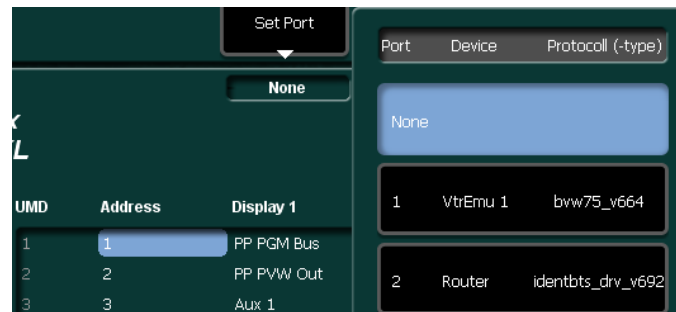 Set Port
None
UMD Address Display 1
1 1 PP PGM Bus
2 2 PP PVW Out
3 3 Aux 1
Port Device Protocoll (-type)
None
1 VtrEmu 1 bvw75_v664
2 Router identbts_drv_v692